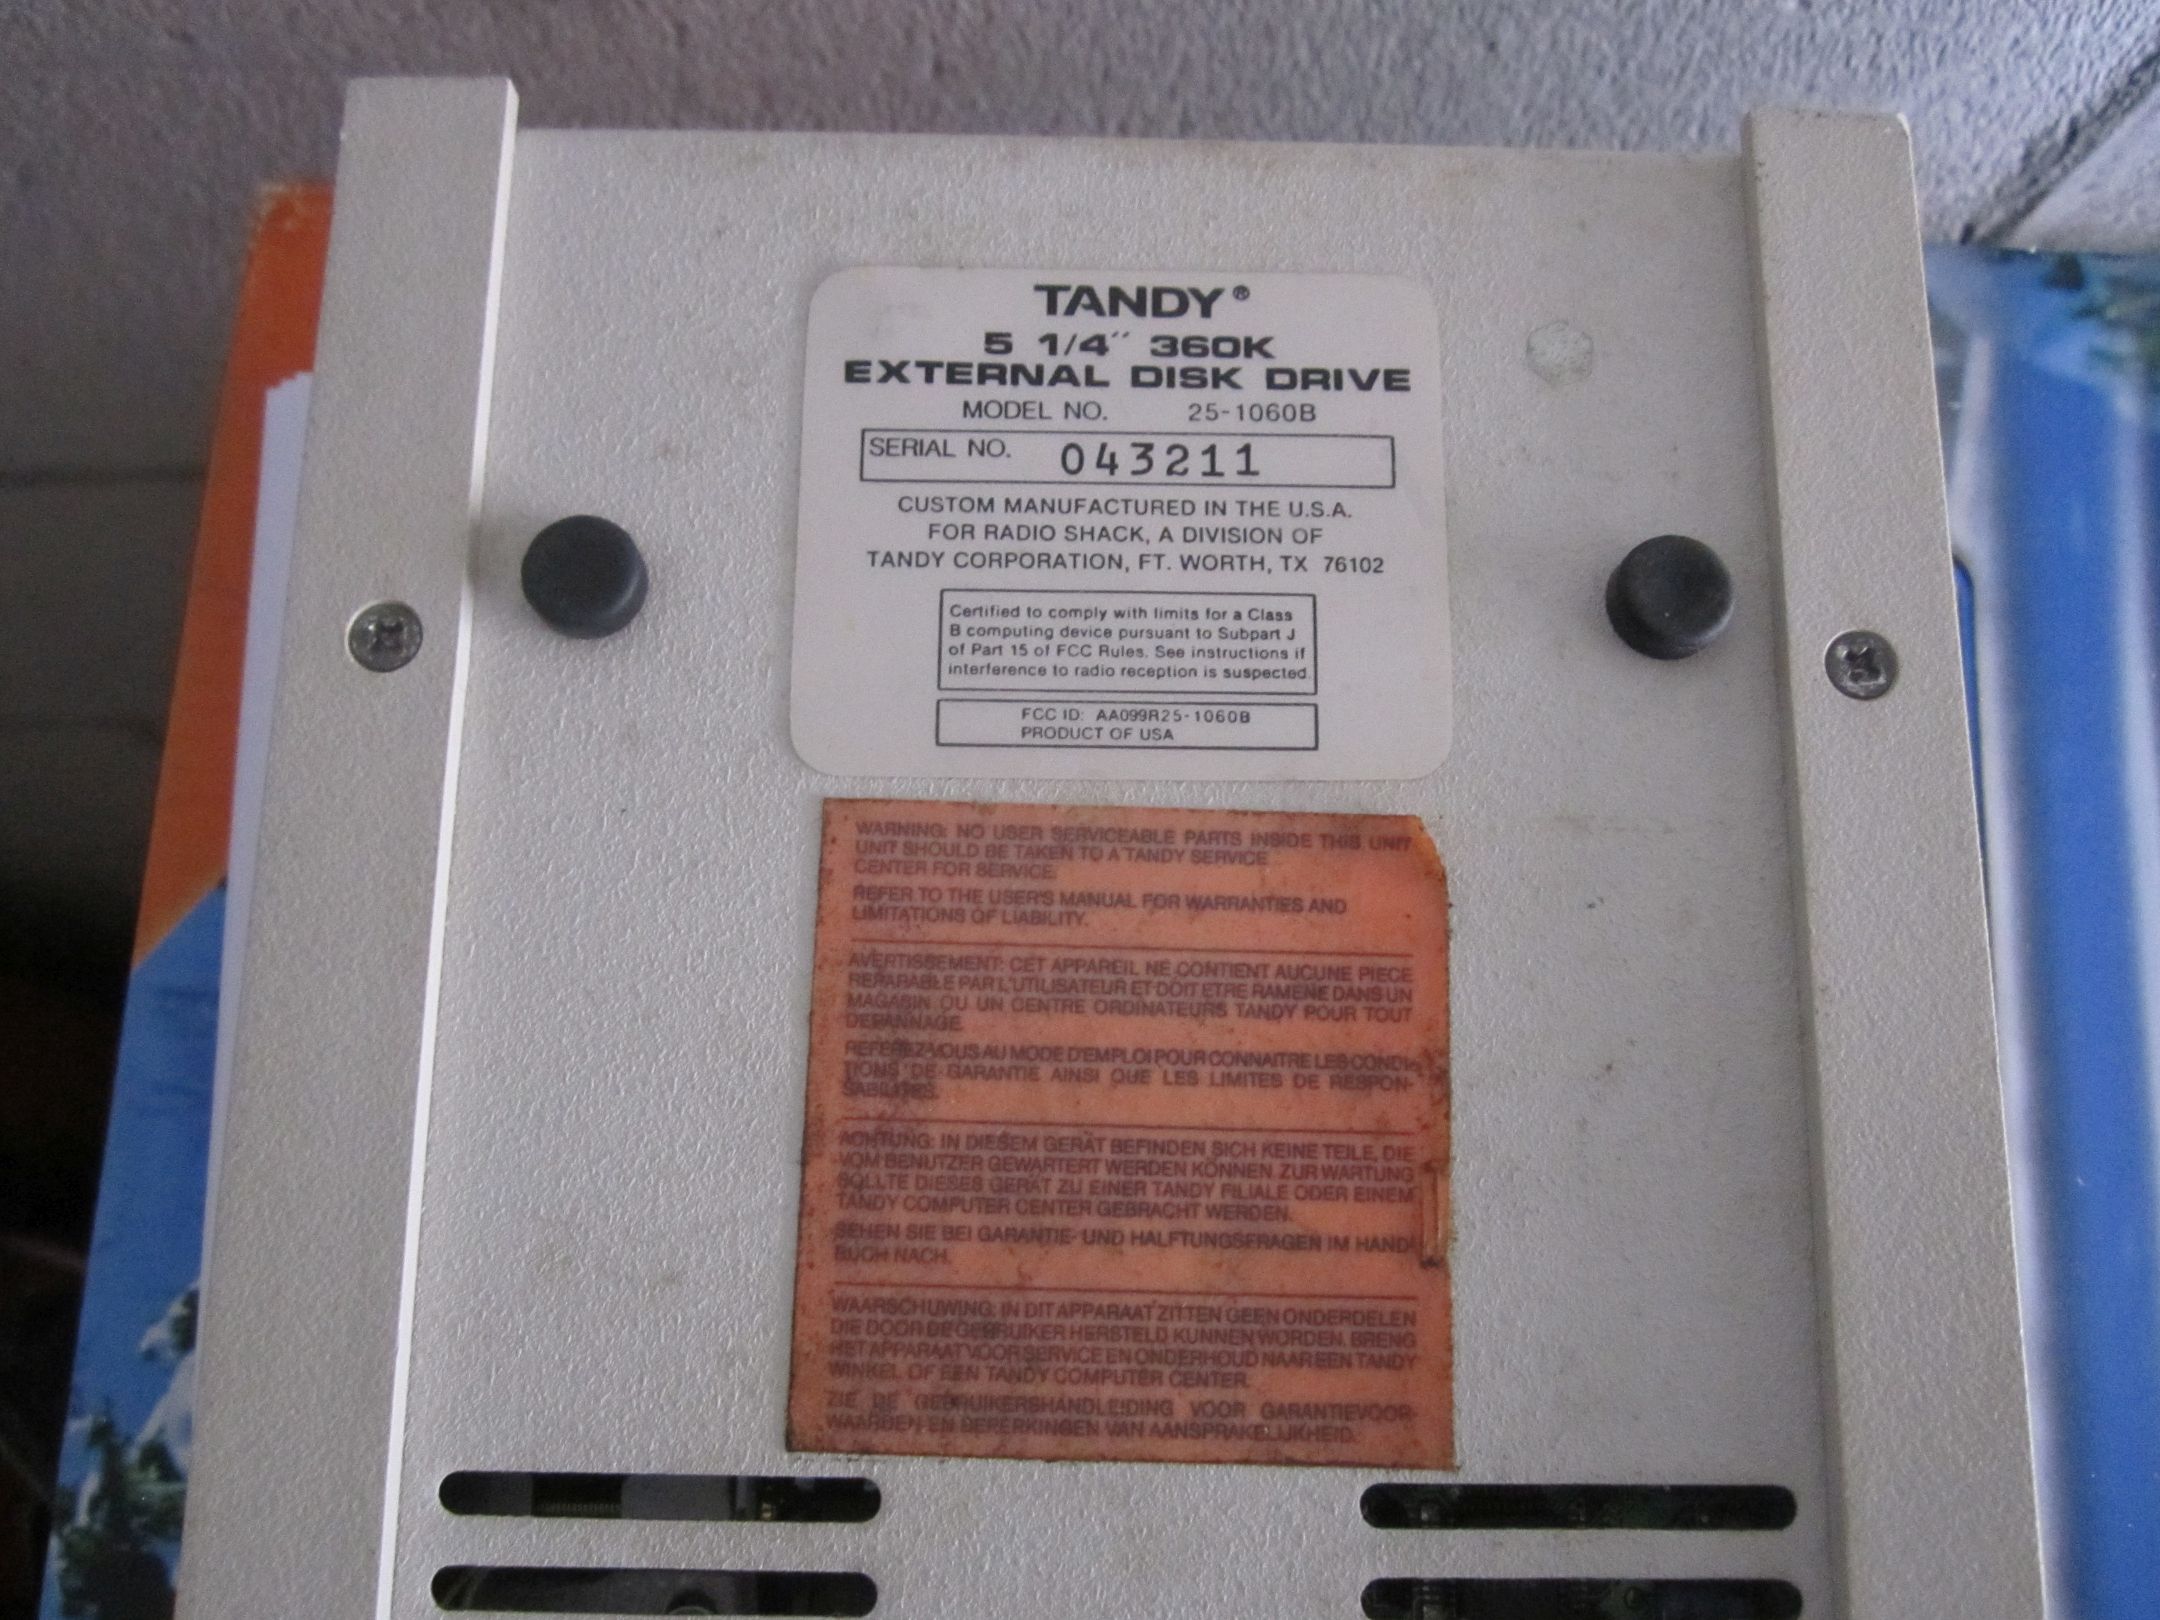 TANDY®
5 1/4" 360K
EXTERNAL DISK DRIVE
MODEL NO. 25-1060B
SERIAL NO. 043211
CUSTOM MANUFACTURED IN THE U.S.A.
FOR RADIO SHACK, A DIVISION OF
TANDY CORPORATION, FT. WORTH, TX 76102
Certified to comply with limits for a Class
B computing device pursuant to Subpart J
of Part 15 of FCC Rules. See instructions if
interference to radio reception is suspected.
FCC ID: AA099R25-1060B
PRODUCT OF USA
WARNING: NO USER SERVICEABLE PARTS INSIDE THIS UNIT
UNIT SHOULD BE TAKEN TO A TANDY SERVICE
CENTER FOR SERVICE.
REFER TO THE USER'S MANUAL FOR WARRANTIES AND
LIMITATIONS OF LIABILITY.
AVERTISSEMENT: CET APPAREIL NE CONTIENT AUCUNE PIECE
REPARABLE PAR L'UTILISATEUR ET DOIT ETRE RAMENE DANS UN
MAGASIN OU UN CENTRE ORDINATEURS TANDY POUR TOUT
DEPANNAGE
REFEREZ-VOUS AU MODE D'EMPLOI POUR CONNAITRE LES CONDI-
TIONS DE GARANTIE AINSI QUE LES LIMITES DE RESPON-
SABILITES.
ACHTUNG: IN DIESEM GERÄT BEFINDEN SICH KEINE TEILE, DIE
VOM BENUTZER GEWARTERT WERDEN KÖNNEN. ZUR WARTUNG
SOLLTE DIESES GERÄT ZU EINER TANDY FILIALE ODER EINEM
TANDY COMPUTER CENTER GEBRACHT WERDEN.
SEHEN SIE BEI GARANTIE- UND HALFTUNGSFRAGEN IM HAND-
BUCH NACH.
WAARSCHUWING: IN DIT APPARAAT ZITTEN GEEN ONDERDELEN
DIE DOOR DE GEBRUIKER HERSTELD KUNNEN WORDEN. BRENG
HET APPARAAT VOOR SERVICE EN ONDERHOUD NAAR EEN TANDY
WINKEL OF EEN TANDY COMPUTER CENTER.
ZIE DE GEBRUIKERSHANDLEIDING VOOR GARANTIEVOOR-
WAARDEN EN BEPERKINGEN VAN AANSPRAKELIJKHEID.